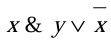 x & y ∨ x̄